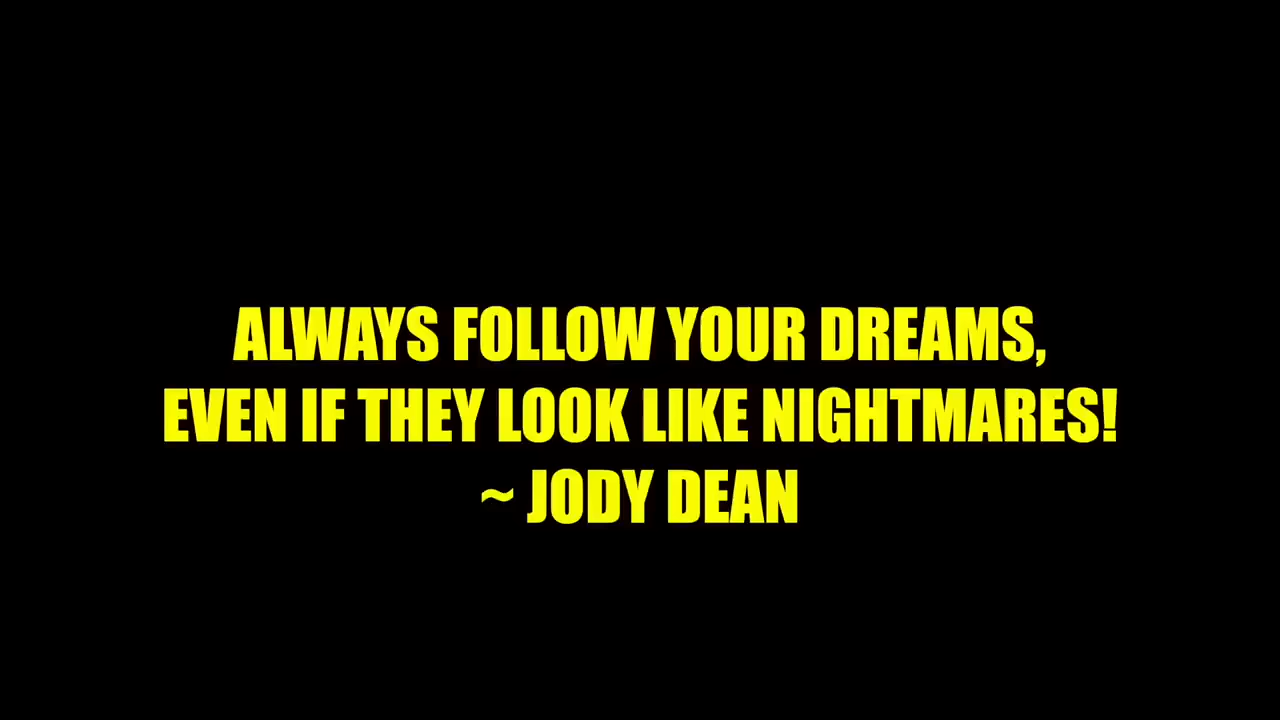 ALWAYS FOLLOW YOUR DREAMS,
EVEN IF THEY LOOK LIKE NIGHTMARES!
~ JODY DEAN